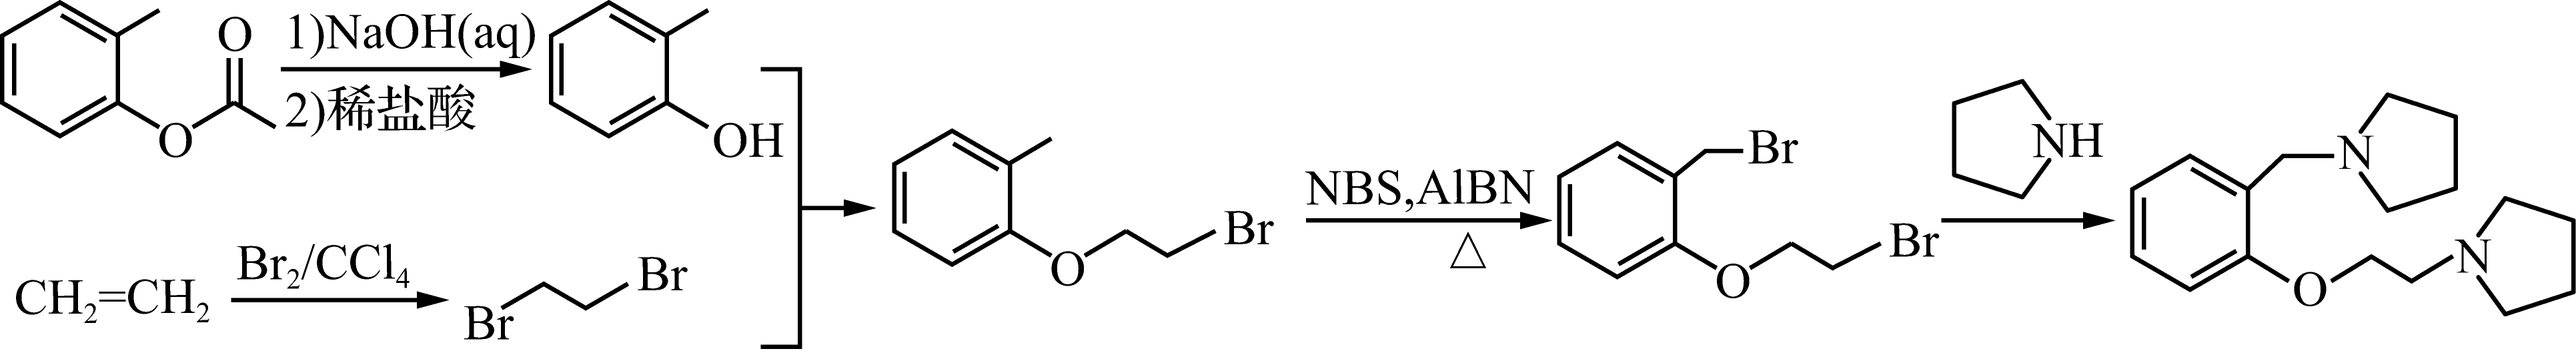 O
O
1)NaOH(aq)
2)稀盐酸
OH
CH₂=CH₂
Br₂/CCl₄
Br
Br
O
Br
NBS,AlBN
△
Br
O
Br
NH
N
O
N